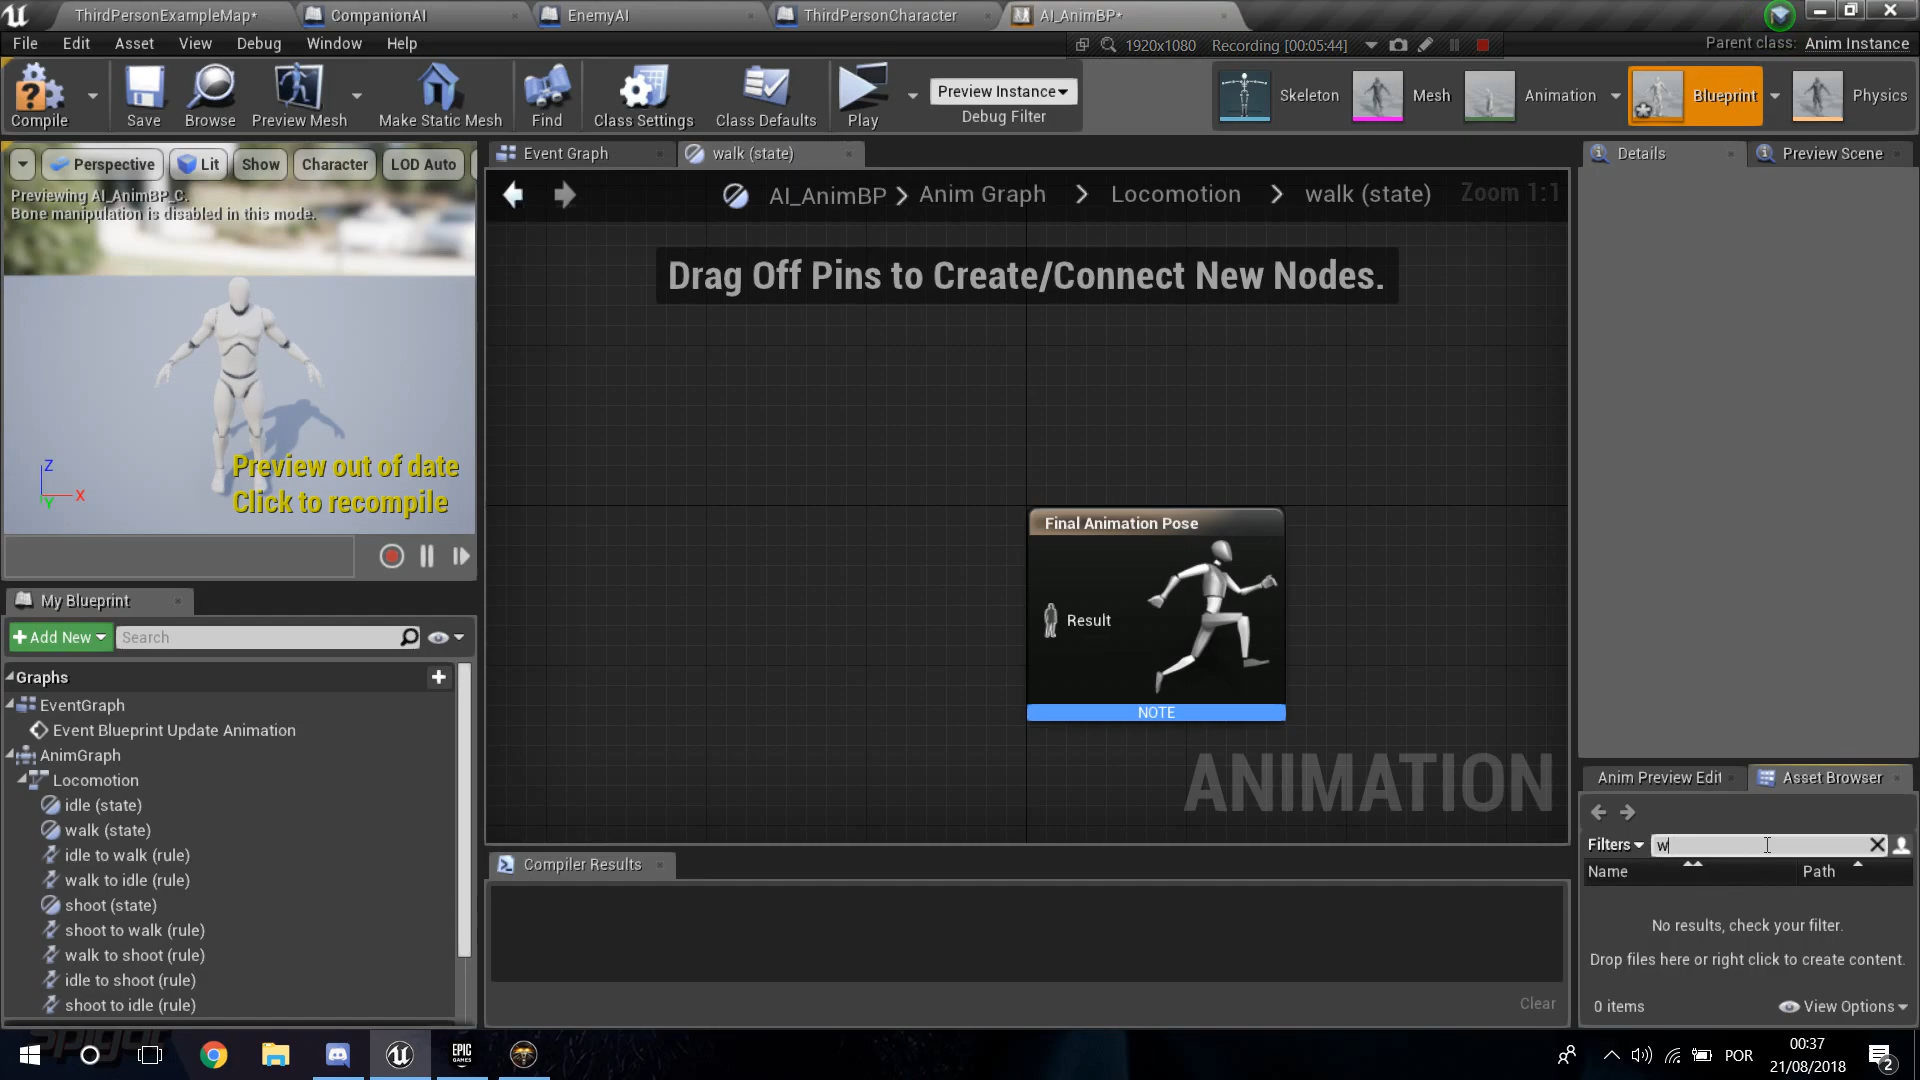 ThirdPersonExampleMap*
CompanionAI
EnemyAI
ThirdPersonCharacter
AI_AnimBP*
File Edit Asset View Debug Window Help
1920x1080 Recording [00:05:44]
Parent class: Anim Instance
Compile
Save
Browse
Preview Mesh
Make Static Mesh
Find
Class Settings
Class Defaults
Play
Preview Instance
Debug Filter
Skeleton
Mesh
Animation
Blueprint
Physics
Perspective
Lit
Show
Character
LOD Auto
Previewing AI_AnimBP_C.
Bone manipulation is disabled in this mode.
Z
X
Y
Preview out of date
Click to recompile
Event Graph
walk (state)
AI_AnimBP > Anim Graph > Locomotion > walk (state)
Zoom 1:1
Drag Off Pins to Create/Connect New Nodes.
Final Animation Pose
Result
NOTE
ANIMATION
My Blueprint
+Add New
Search
Graphs
EventGraph
Event Blueprint Update Animation
AnimGraph
Locomotion
idle (state)
walk (state)
idle to walk (rule)
walk to idle (rule)
shoot (state)
shoot to walk (rule)
walk to shoot (rule)
idle to shoot (rule)
shoot to idle (rule)
Compiler Results
Clear
Details
Preview Scene
Anim Preview Edit
Asset Browser
Filters
w
Name
Path
No results, check your filter.
Drop files here or right click to create content.
0 items
View Options
EPIC
GAMES
POR
00:37
21/08/2018
2